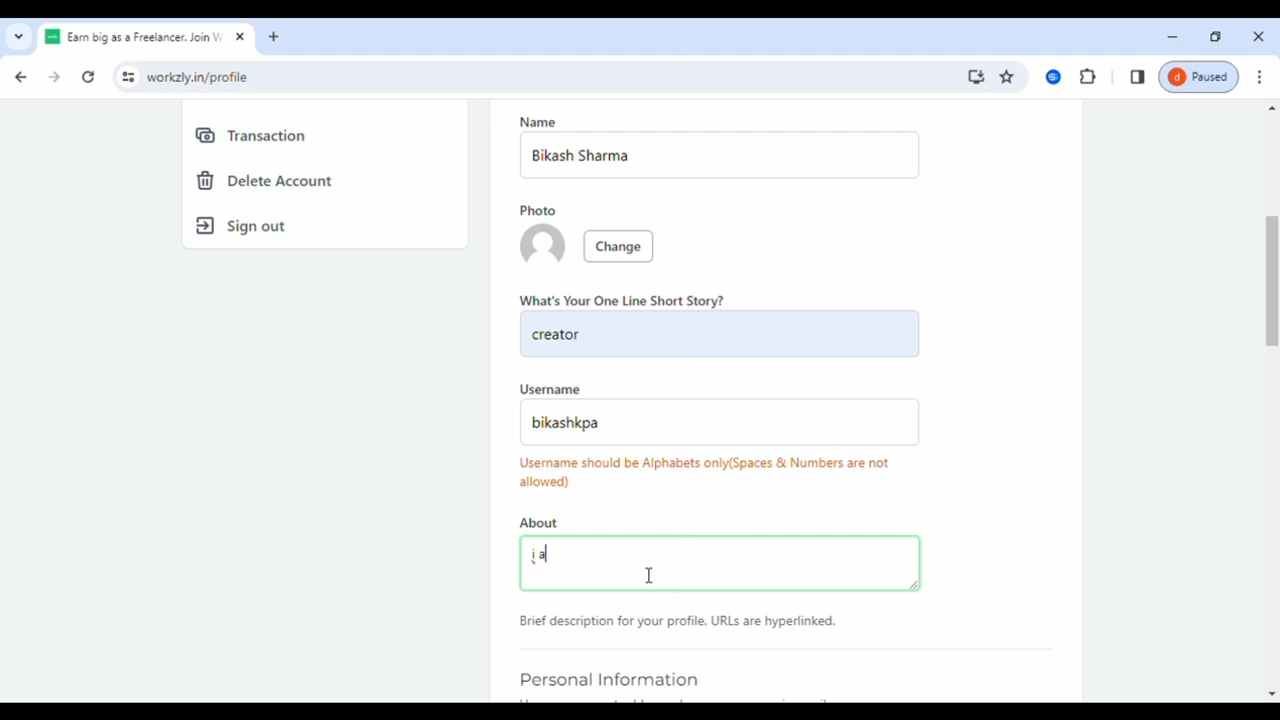 Earn big as a Freelancer. Join W
workzly.in/profile
d Paused
Transaction
Delete Account
Sign out
Name
Bikash Sharma
Photo
Change
What's Your One Line Short Story?
creator
Username
bikashkpa
Username should be Alphabets only(Spaces & Numbers are not
allowed)
About
i a
Brief description for your profile. URLs are hyperlinked.
Personal Information